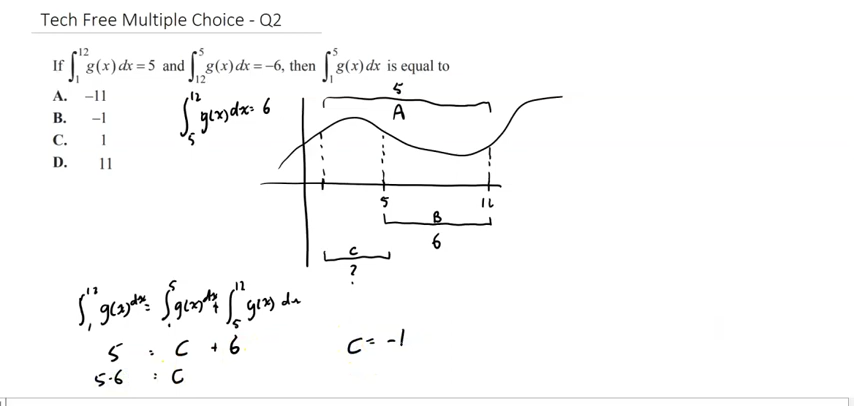 Tech Free Multiple Choice - Q2
If ∫₁¹² g(x) dx = 5 and ∫₁₂⁵ g(x) dx = −6, then ∫₁⁵ g(x) dx is equal to
A. −11
B. −1
C. 1
D. 11
∫₅¹² g(x) dx = 6
5
A
5 12
B
6
C
?
∫₁¹² g(x) dx = ∫₁⁵ g(x) dx + ∫₅¹² g(x) dx
5 = C + 6
5-6 = C
C = -1